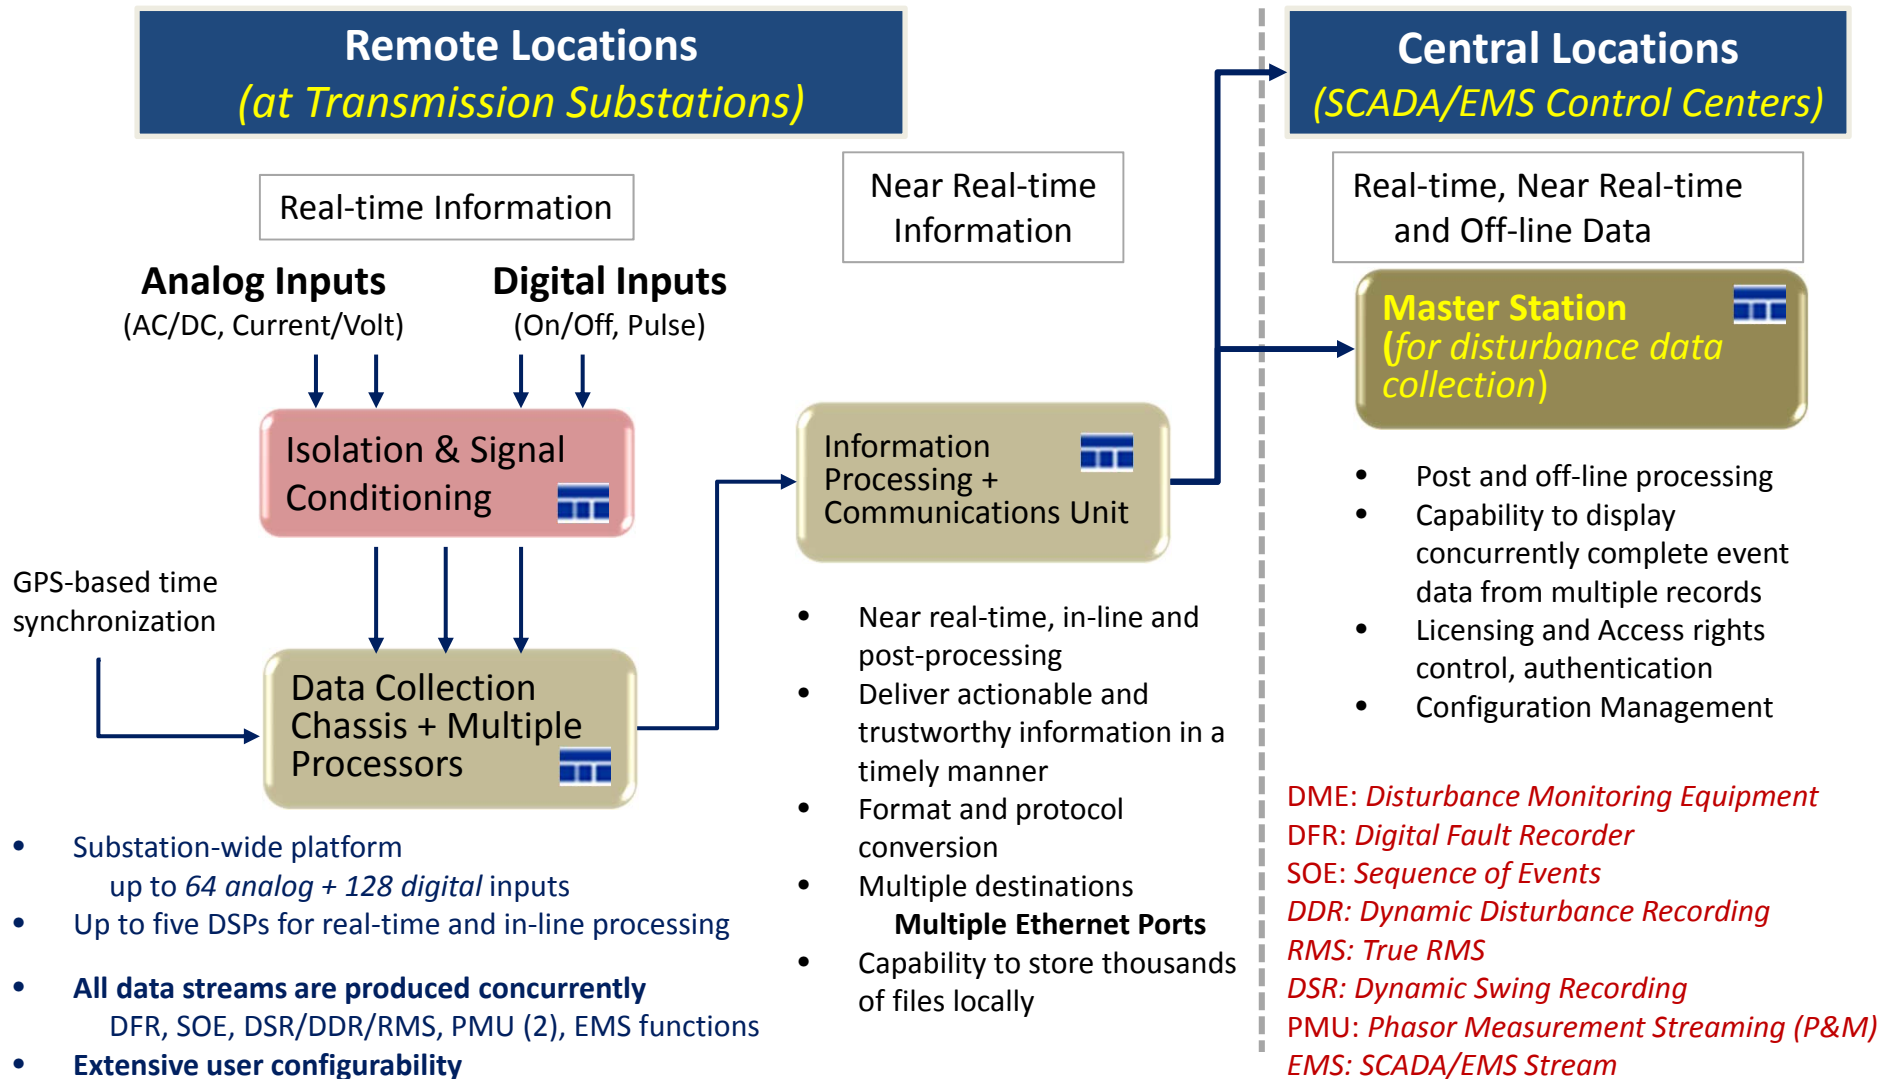 Remote Locations
(at Transmission Substations)
Central Locations
(SCADA/EMS Control Centers)
Real-time Information
Near Real-time
Information
Real-time, Near Real-time
and Off-line Data
Analog Inputs
(AC/DC, Current/Volt)
Digital Inputs
(On/Off, Pulse)
Isolation & Signal
Conditioning
GPS-based time
synchronization
Data Collection
Chassis + Multiple
Processors
• Substation-wide platform
up to 64 analog + 128 digital inputs
• Up to five DSPs for real-time and in-line processing
• All data streams are produced concurrently
DFR, SOE, DSR/DDR/RMS, PMU (2), EMS functions
• Extensive user configurability
Information
Processing +
Communications Unit
• Near real-time, in-line and
post-processing
• Deliver actionable and
trustworthy information in a
timely manner
• Format and protocol
conversion
• Multiple destinations
Multiple Ethernet Ports
• Capability to store thousands
of files locally
Master Station
(for disturbance data
collection)
• Post and off-line processing
• Capability to display
concurrently complete event
data from multiple records
• Licensing and Access rights
control, authentication
• Configuration Management
DME: Disturbance Monitoring Equipment
DFR: Digital Fault Recorder
SOE: Sequence of Events
DDR: Dynamic Disturbance Recording
RMS: True RMS
DSR: Dynamic Swing Recording
PMU: Phasor Measurement Streaming (P&M)
EMS: SCADA/EMS Stream